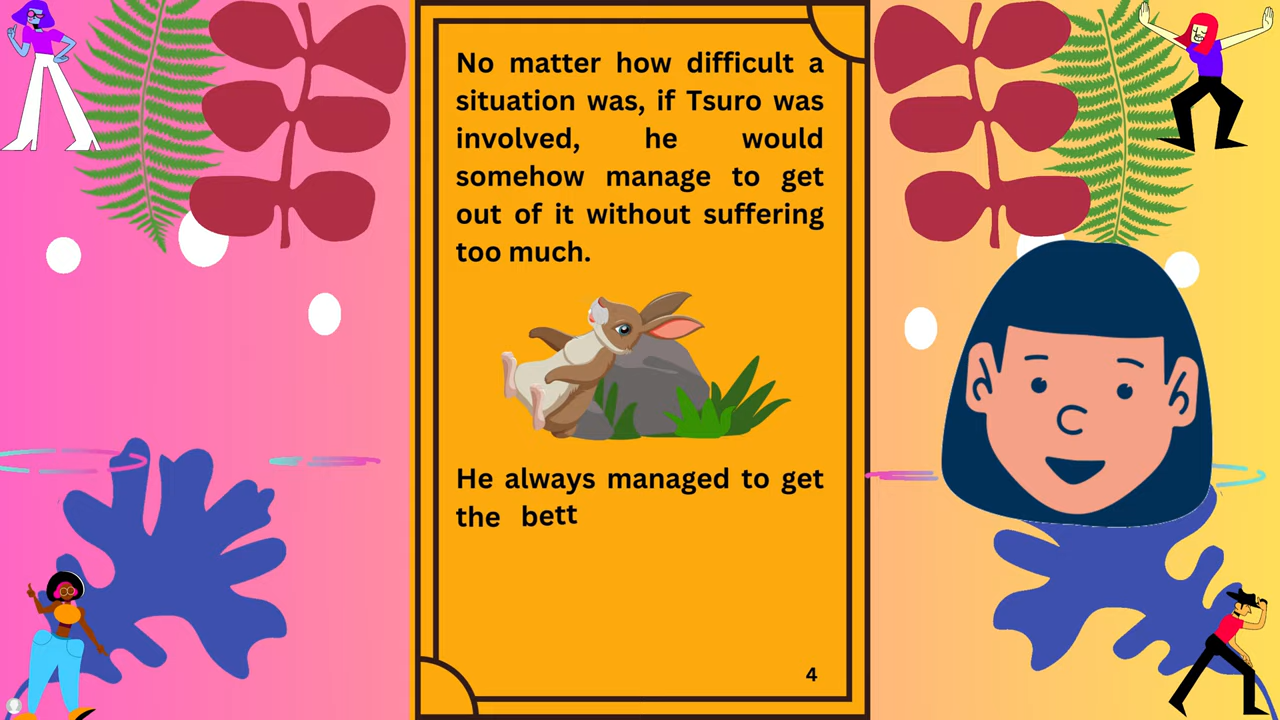 No matter how difficult a
situation was, if Tsuro was
involved, he would
somehow manage to get
out of it without suffering
too much.
He always managed to get
the bett
4